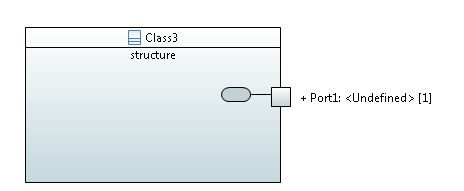 Class3
structure
+ Port1: <Undefined> [1]